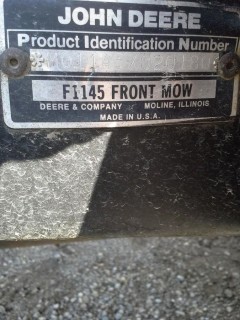 JOHN DEERE
Product Identification Number
F1145 FRONT MOW
DEERE & COMPANY MOLINE, ILLINOIS
MADE IN U.S.A.